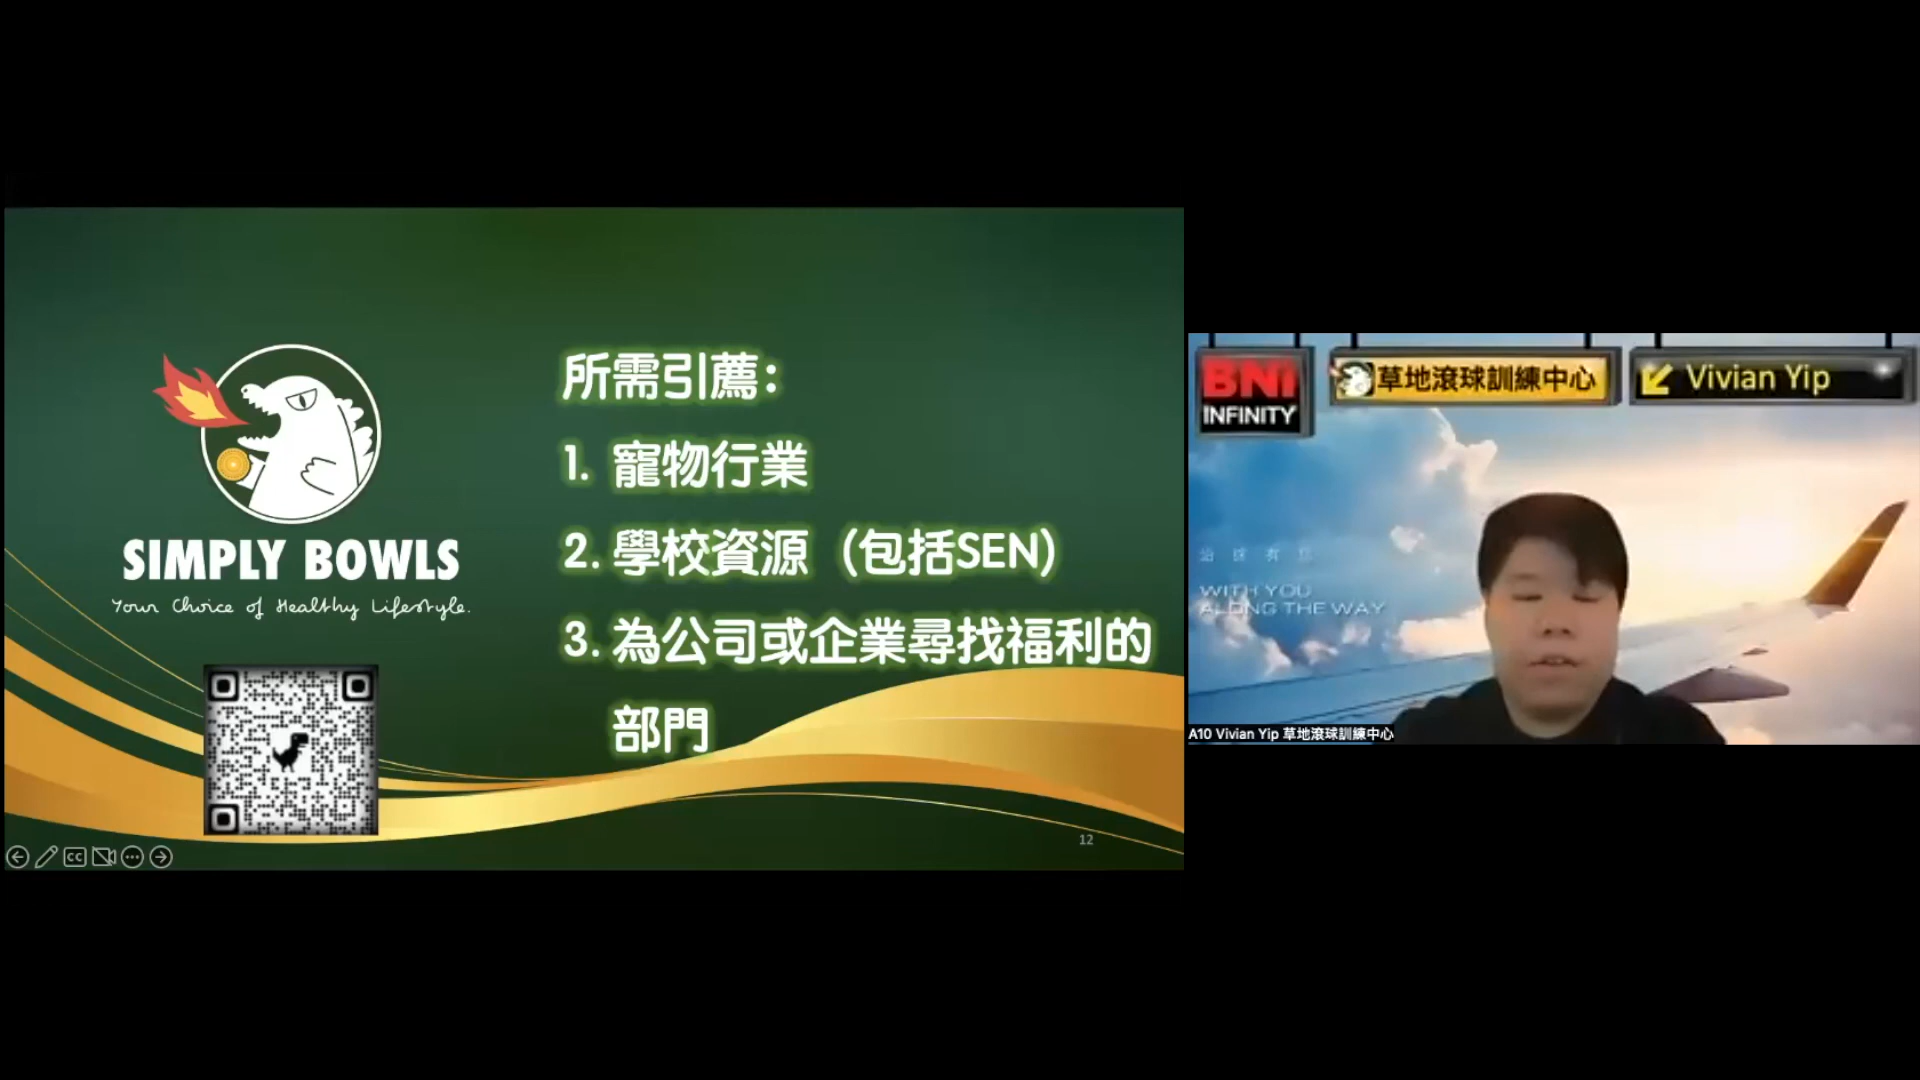 所需引薦:
1. 寵物行業
2. 學校資源（包括SEN）
3. 為公司或企業尋找福利的
部門
SIMPLY BOWLS
Your Choice of Healthy Lifestyle.
12
BNI
INFINITY
草地滾球訓練中心
Vivian Yip
WITH YOU
ALONG THE WAY
A10 Vivian Yip 草地滾球訓練中心